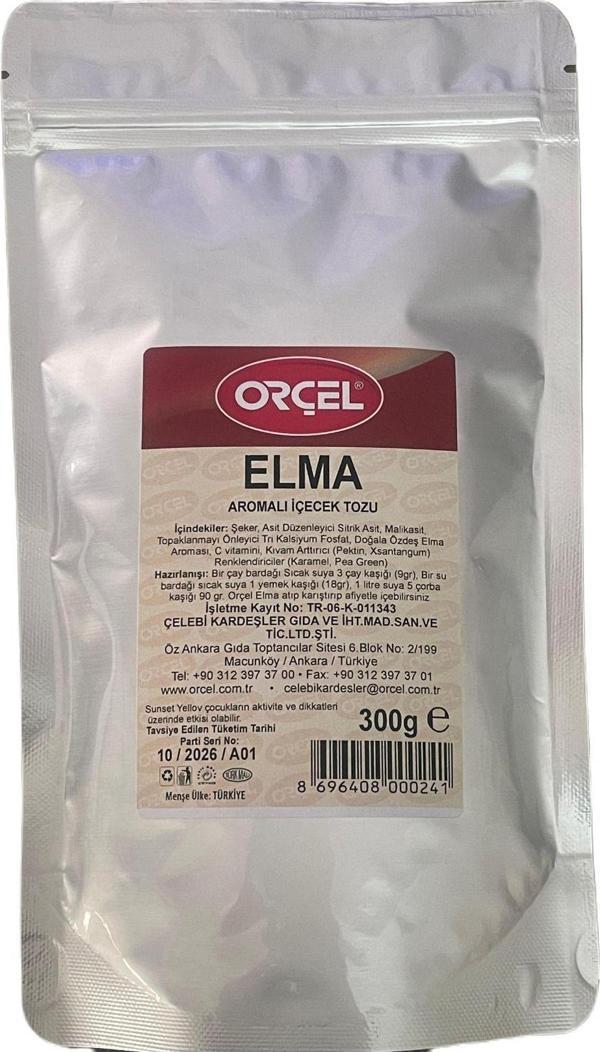 ORÇEL®
ELMA
AROMALI İÇECEK TOZU
İçindekiler: Şeker, Asit Düzenleyici Sitrik Asit, Malikasit,
Topaklanmayı Önleyici Tri Kalsiyum Fosfat, Doğala Özdeş Elma
Aroması, C vitamini, Kıvam Arttırıcı (Pektin, Xsantangum)
Renklendiriciler (Karamel, Pea Green)
Hazırlanışı: Bir çay bardağı Sıcak suya 3 çay kaşığı (9gr), Bir su
bardağı sıcak suya 1 yemek kaşığı (18gr), 1 litre suya 5 çorba
kaşığı 90 gr. Orçel Elma atıp karıştırıp afiyetle içebilirsiniz
İşletme Kayıt No: TR-06-K-011343
ÇELEBİ KARDEŞLER GIDA VE İHT.MAD.SAN.VE
TİC.LTD.ŞTİ.
Öz Ankara Gıda Toptancılar Sitesi 6.Blok No: 2/199
Macunköy / Ankara / Türkiye
Tel: +90 312 397 37 00 • Fax: +90 312 397 37 01
www.orcel.com.tr • celebikardesler@orcel.com.tr
Sunset Yellov çocukların aktivite ve dikkatleri
üzerinde etkisi olabilir.
Tavsiye Edilen Tüketim Tarihi
Parti Seri No:
10 / 2026 / A01
300g e
TÜRK MALI
Menşe Ülke: TÜRKİYE
8 696408 000241